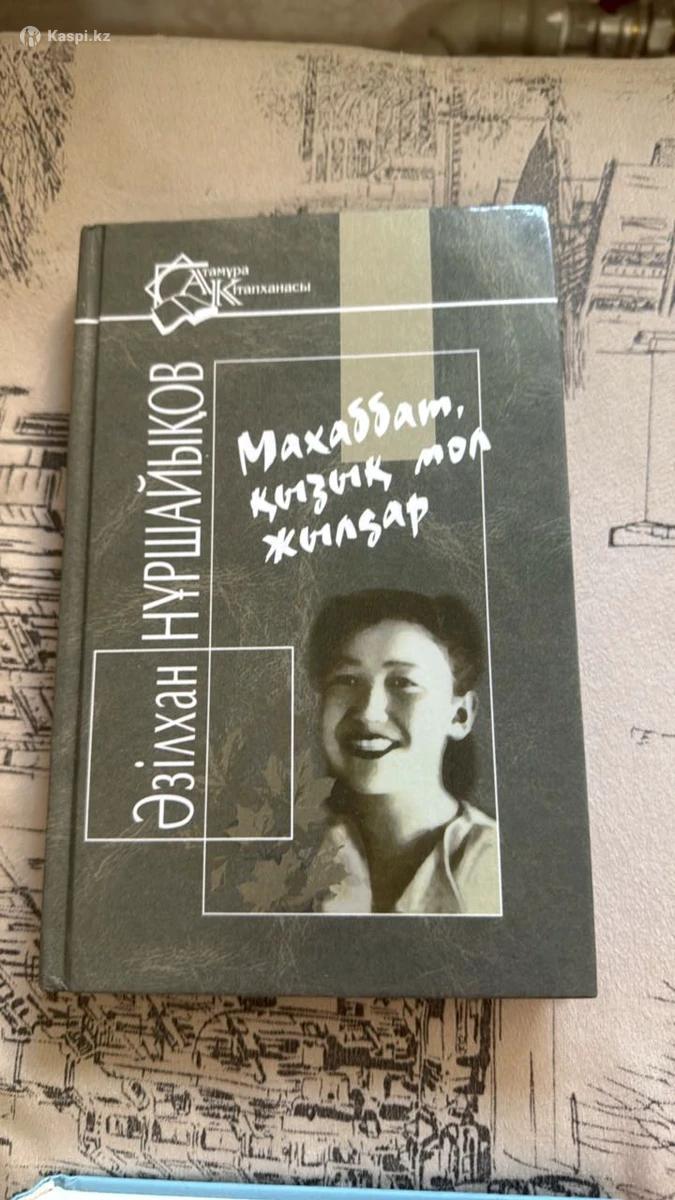 Kaspi.kz
Атамұра
Кітапханасы
Әзілхан НҰРШАЙЫҚОВ
Махаббат,
қызық мол
жылдар